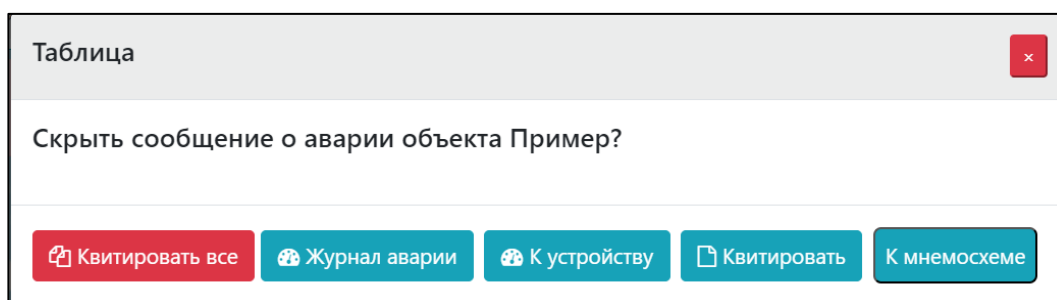 Таблица
×
Скрыть сообщение о аварии объекта Пример?
Квитировать все Журнал аварии К устройству Квитировать К мнемосхеме